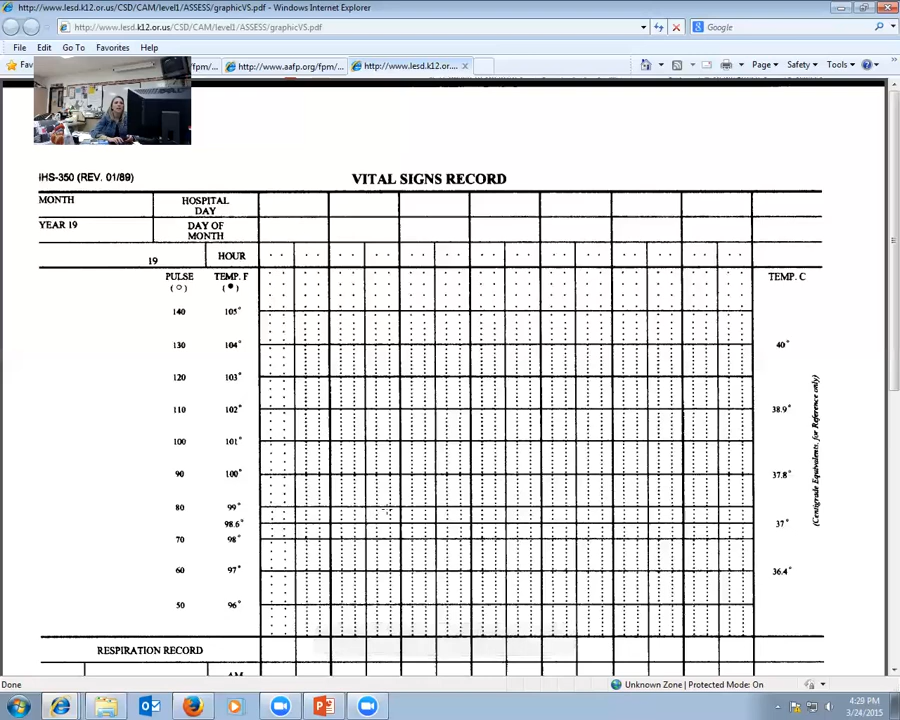 http://www.lesd.k12.or.us/CSD/CAM/level1/ASSESS/graphicVS.pdf - Windows Internet Explorer
http://www.lesd.k12.or.us/CSD/CAM/level1/ASSESS/graphicVS.pdf
Google
File Edit Go To Favorites Help
http://www.aafp.org/fpm/...
http://www.lesd.k12.or....
Page Safety Tools
IHS-350 (REV. 01/89)
VITAL SIGNS RECORD
MONTH
HOSPITAL
DAY
YEAR 19
DAY OF
MONTH
19
HOUR
PULSE
TEMP. F
TEMP. C
140 105°
130 104° 40°
120 103°
110 102° 38.9°
100 101°
90 100° 37.8°
80 99°
98.6° 37°
70 98°
60 97° 36.4°
50 96°
(Centigrade Equivalents, for Reference only)
RESPIRATION RECORD
AM
Done
Unknown Zone | Protected Mode: On
4:29 PM
3/24/2015